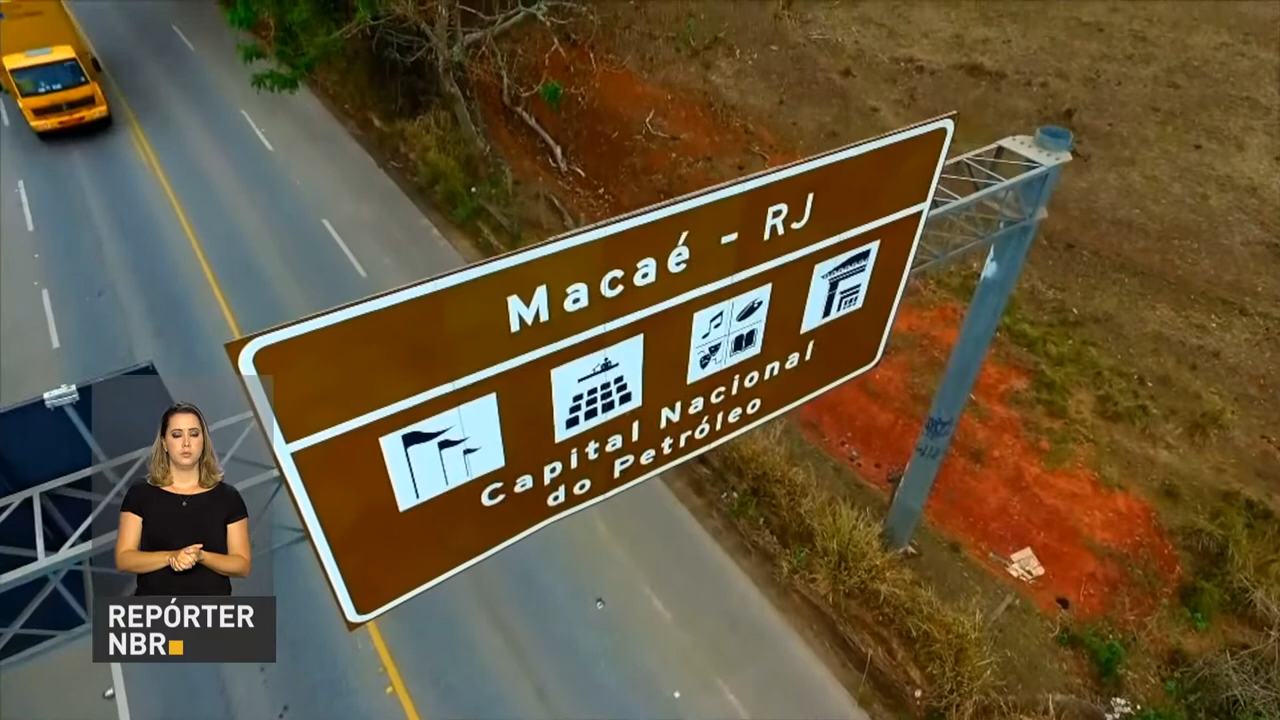 Macaé - RJ
Capital Nacional
do Petróleo
REPÓRTER
NBR